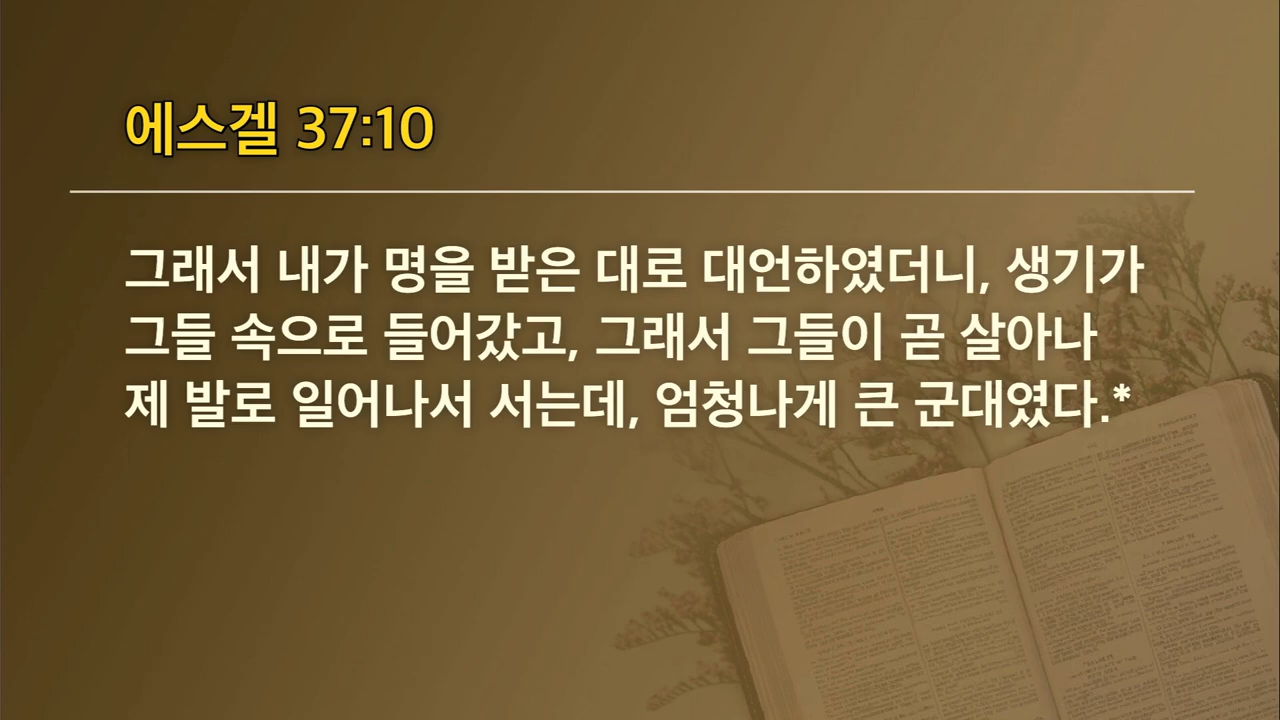 에스겔 37:10
그래서 내가 명을 받은 대로 대언하였더니, 생기가
그들 속으로 들어갔고, 그래서 그들이 곧 살아나
제 발로 일어나서 서는데, 엄청나게 큰 군대였다.*